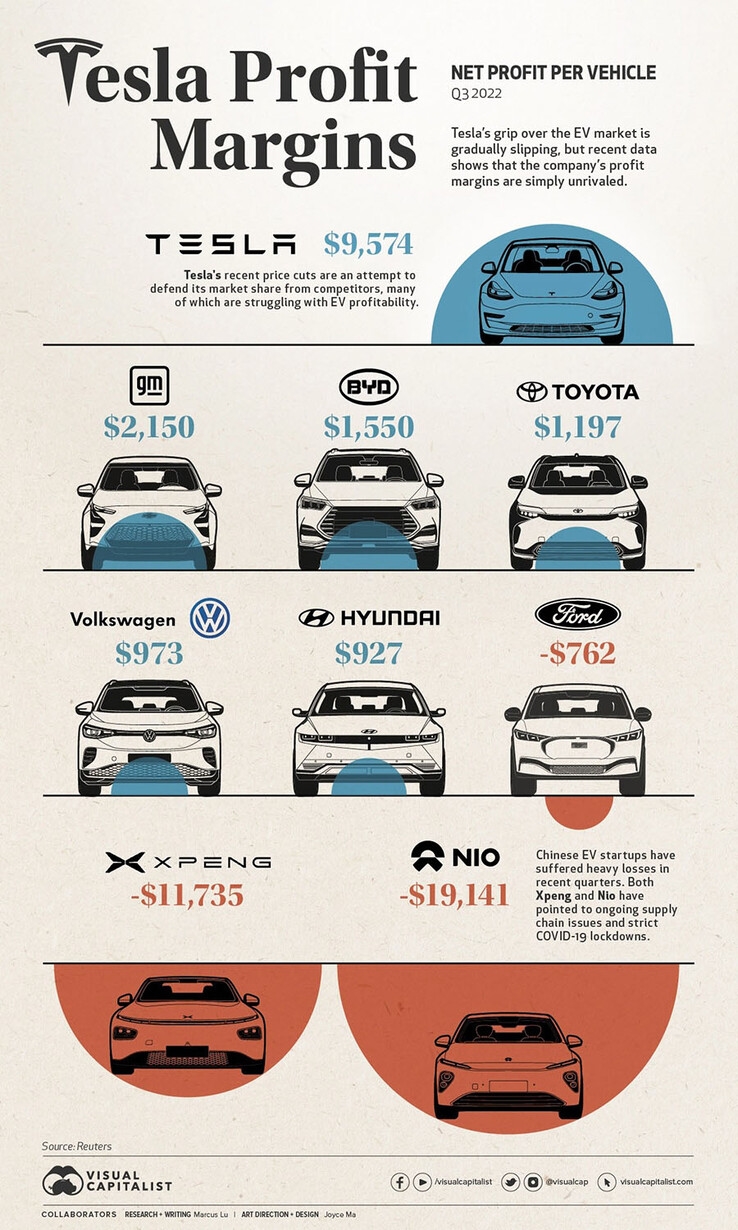 Tesla Profit
Margins
NET PROFIT PER VEHICLE
Q3 2022
Tesla's grip over the EV market is
gradually slipping, but recent data
shows that the company's profit
margins are simply unrivaled.
TESLA $9,574
Tesla's recent price cuts are an attempt to
defend its market share from competitors, many
of which are struggling with EV profitability.
gm
$2,150
BYD
$1,550
TOYOTA
$1,197
Volkswagen
$973
HYUNDAI
$927
Ford
-$762
XPENG
-$11,735
NIO
-$19,141
Chinese EV startups have
suffered heavy losses in
recent quarters. Both
Xpeng and Nio have
pointed to ongoing supply
chain issues and strict
COVID-19 lockdowns.
Source: Reuters
VISUAL
CAPITALIST
/visualcapitalist
@visualcap
visualcapitalist.com
COLLABORATORS RESEARCH + WRITING Marcus Lu | ART DIRECTION + DESIGN Joyce Ma